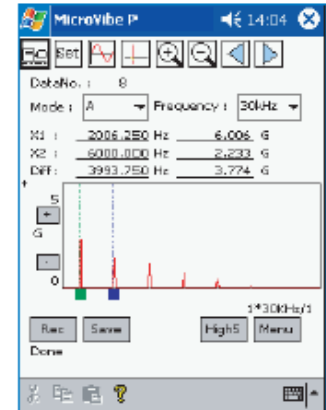 MicroVibe P 14:04
Set
DataNo. : 8
Mode : A Frequency : 30kHz
X1 : 2006.250 Hz 6.006 G
X2 : 6000.000 Hz 2.233 G
Diff: 3993.750 Hz 3.774 G
5
+
G
-
0
1*30kHz/1
Rec Save High5 Menu
Done